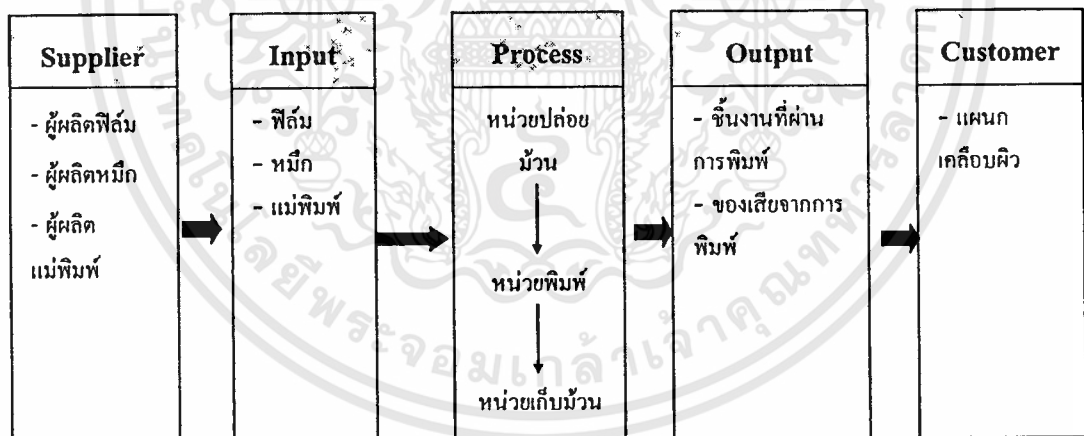 Supplier
- ผู้ผลิตฟิล์ม
- ผู้ผลิตหมึก
- ผู้ผลิต
แม่พิมพ์
Input
- ฟิล์ม
- หมึก
- แม่พิมพ์
Process
หน่วยปล่อย
ม้วน
หน่วยพิมพ์
หน่วยเก็บม้วน
Output
- ชิ้นงานที่ผ่าน
การพิมพ์
- ของเสียจากการ
พิมพ์
Customer
- แผนก
เคลือบผิว